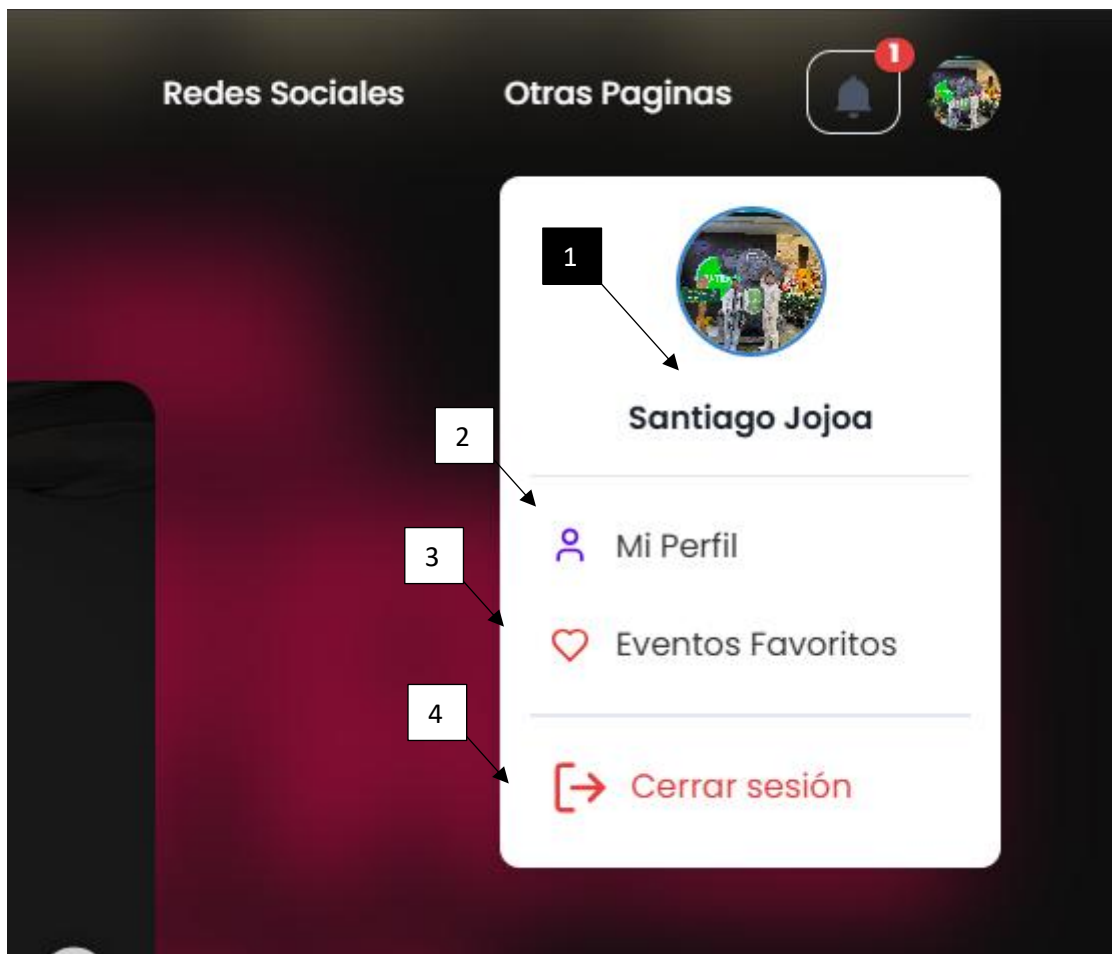 Redes Sociales Otras Paginas 1
1
Santiago Jojoa
2
Mi Perfil
3
Eventos Favoritos
4
Cerrar sesión